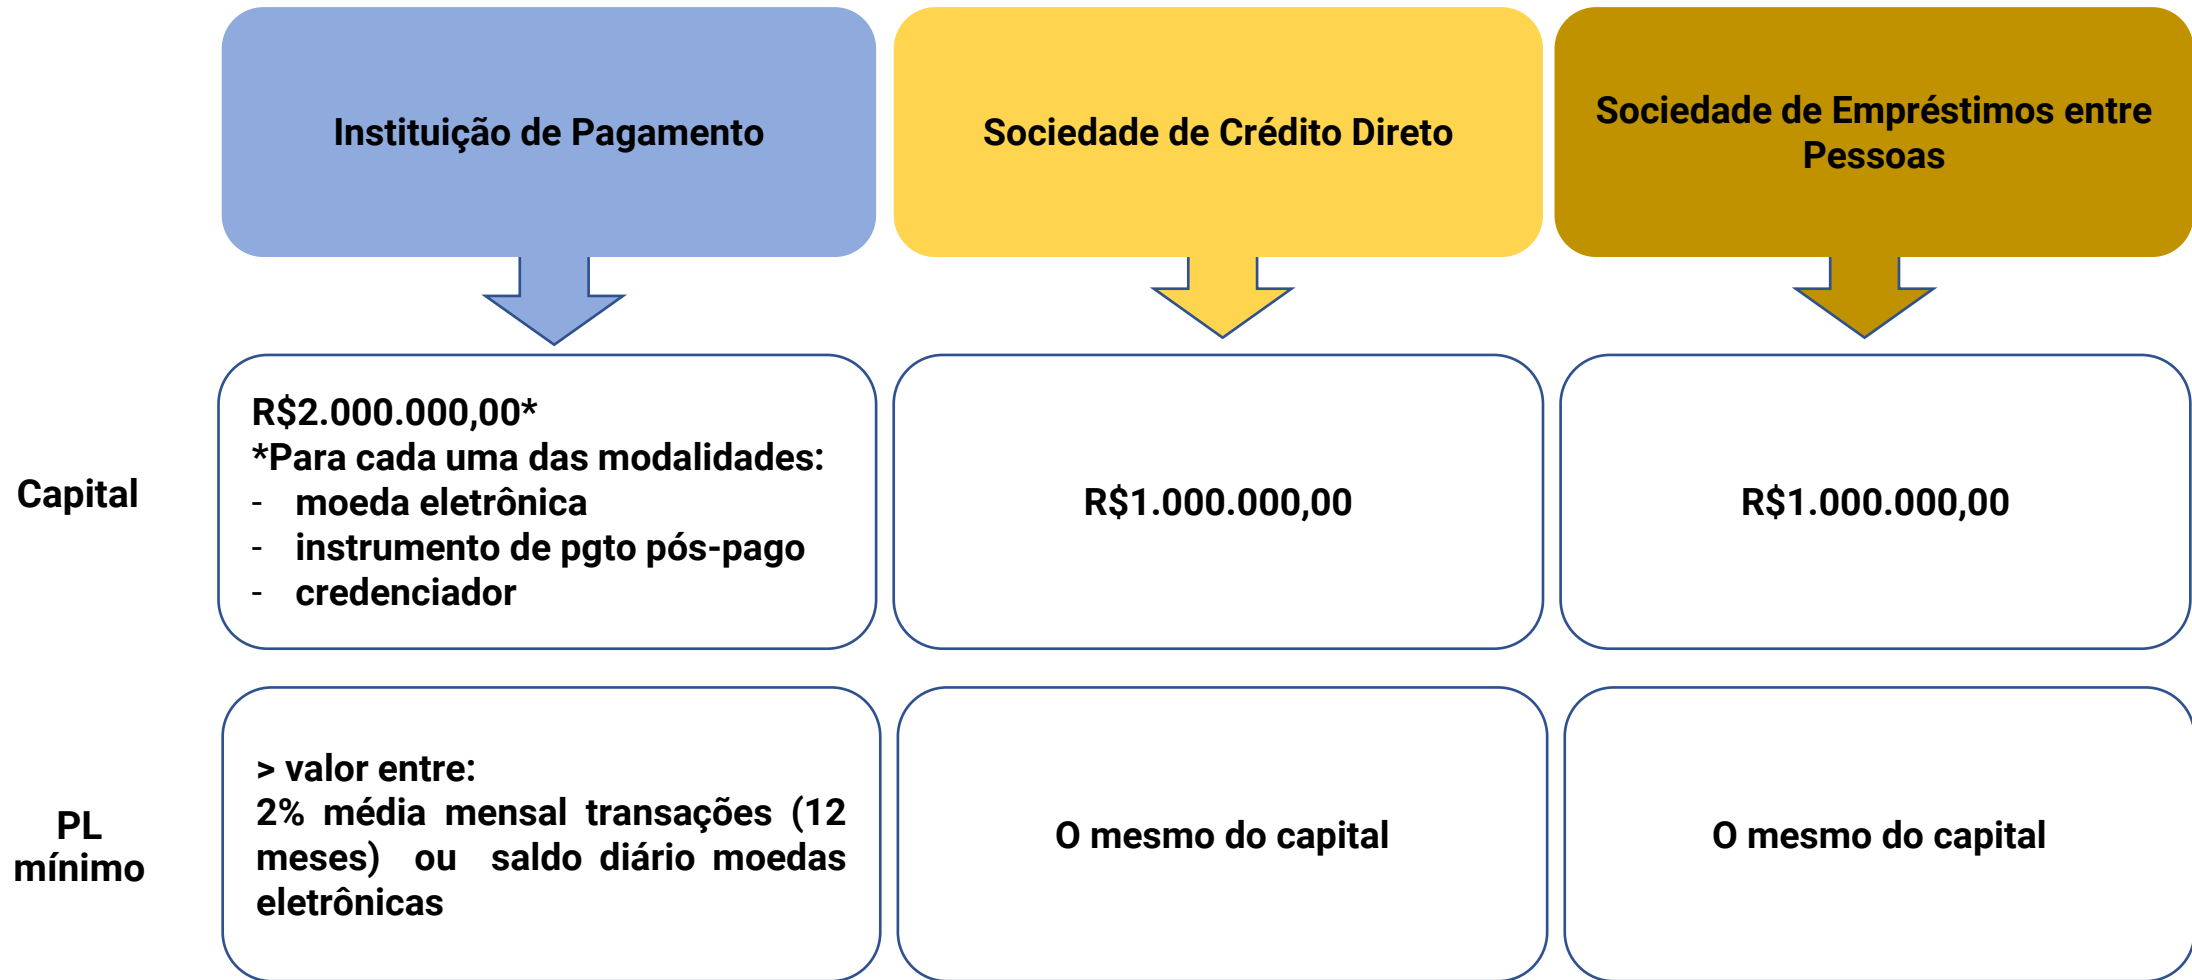 Instituição de Pagamento
Sociedade de Crédito Direto
Sociedade de Empréstimos entre
Pessoas
Capital
R$2.000.000,00*
*Para cada uma das modalidades:
- moeda eletrônica
- instrumento de pgto pós-pago
- credenciador
R$1.000.000,00
R$1.000.000,00
PL
mínimo
> valor entre:
2% média mensal transações (12
meses) ou saldo diário moedas
eletrônicas
O mesmo do capital
O mesmo do capital